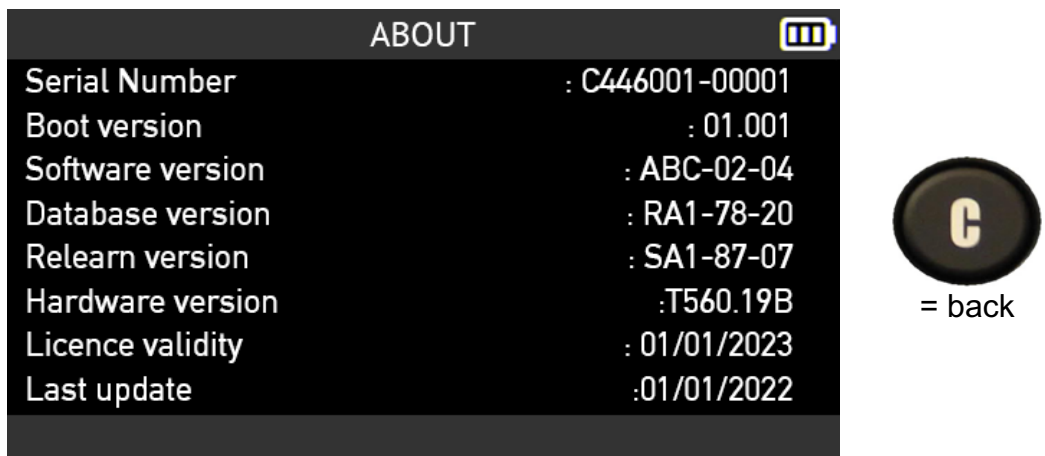 ABOUT
Serial Number : C446001-00001
Boot version : 01.001
Software version : ABC-02-04
Database version : RA1-78-20
Relearn version : SA1-87-07
Hardware version :T560.19B
Licence validity : 01/01/2023
Last update :01/01/2022
C
= back